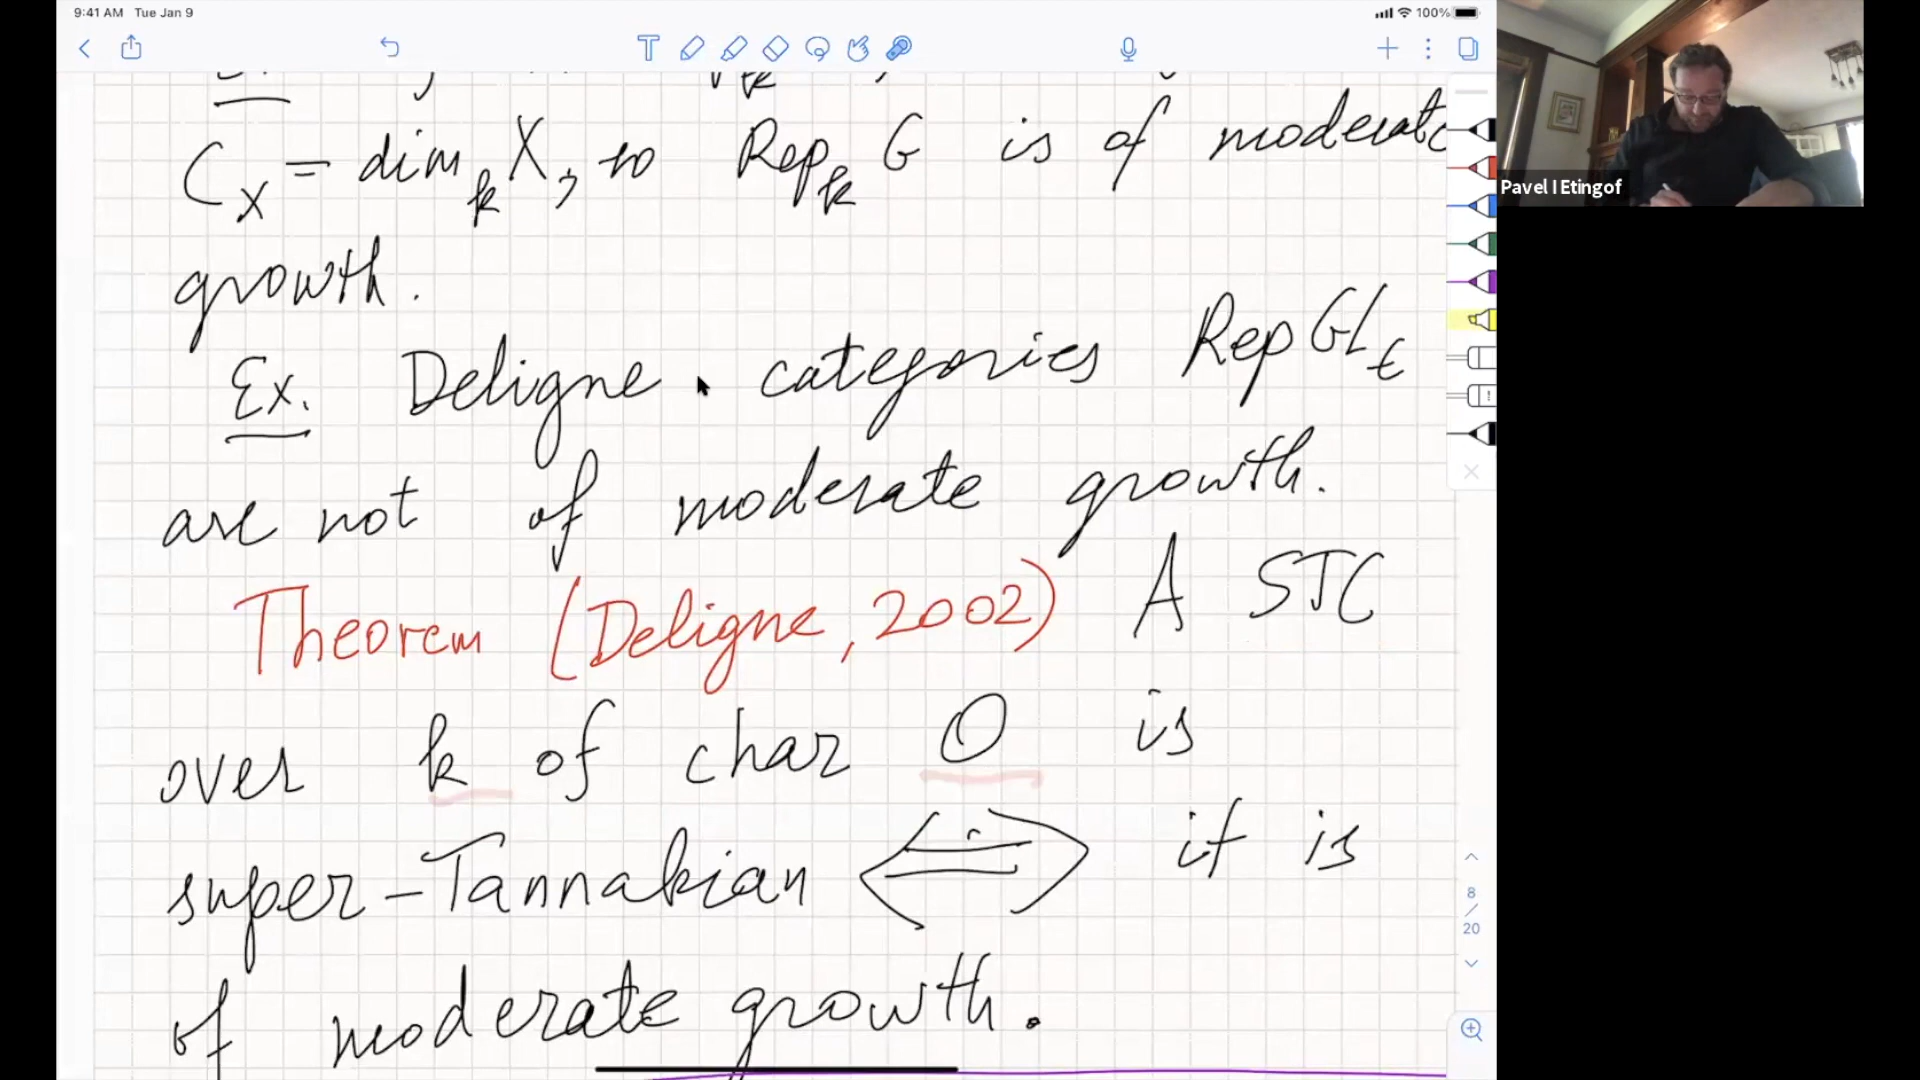 9:41 AM Tue Jan 9
100%
C_X = dim_k X, so Rep_k G is of moderate
growth.
Ex. Deligne categories Rep GL_t
are not of moderate growth.
Theorem (Deligne, 2002) A STC
over k of char 0 is
super-Tannakian ⟺ it is
of moderate growth.
8
/
20
Pavel I Etingof